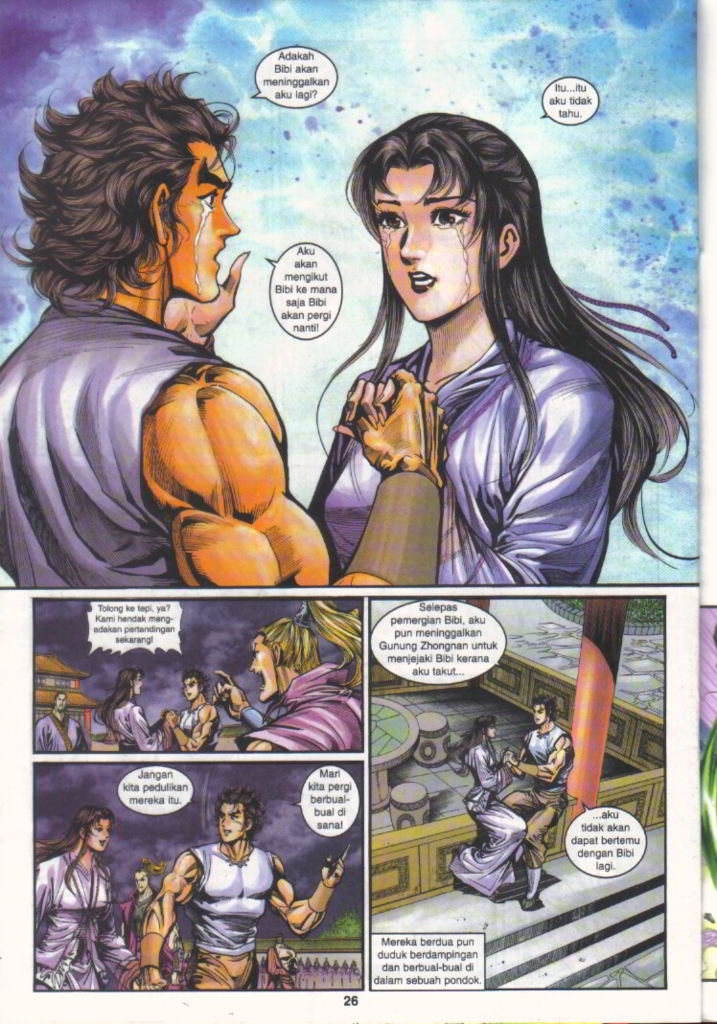 Adakah
Bibi akan
meninggalkan
aku lagi?
Itu...itu
aku tidak
tahu.
Aku
akan
mengikut
Bibi ke mana
saja Bibi
akan pergi
nanti!
Tolong ke tepi, ya?
Kami hendak meng-
adakan pertandingan
sekarang!
Jangan
kita pedulikan
mereka itu.
Mari
kita pergi
berbual-
bual di
sana!
Selepas
pemergian Bibi, aku
pun meninggalkan
Gunung Zhongnan untuk
menjejaki Bibi kerana
aku takut...
...aku
tidak akan
dapat bertemu
dengan Bibi
lagi.
Mereka berdua pun
duduk berdampingan
dan berbual-bual di
dalam sebuah pondok.
26